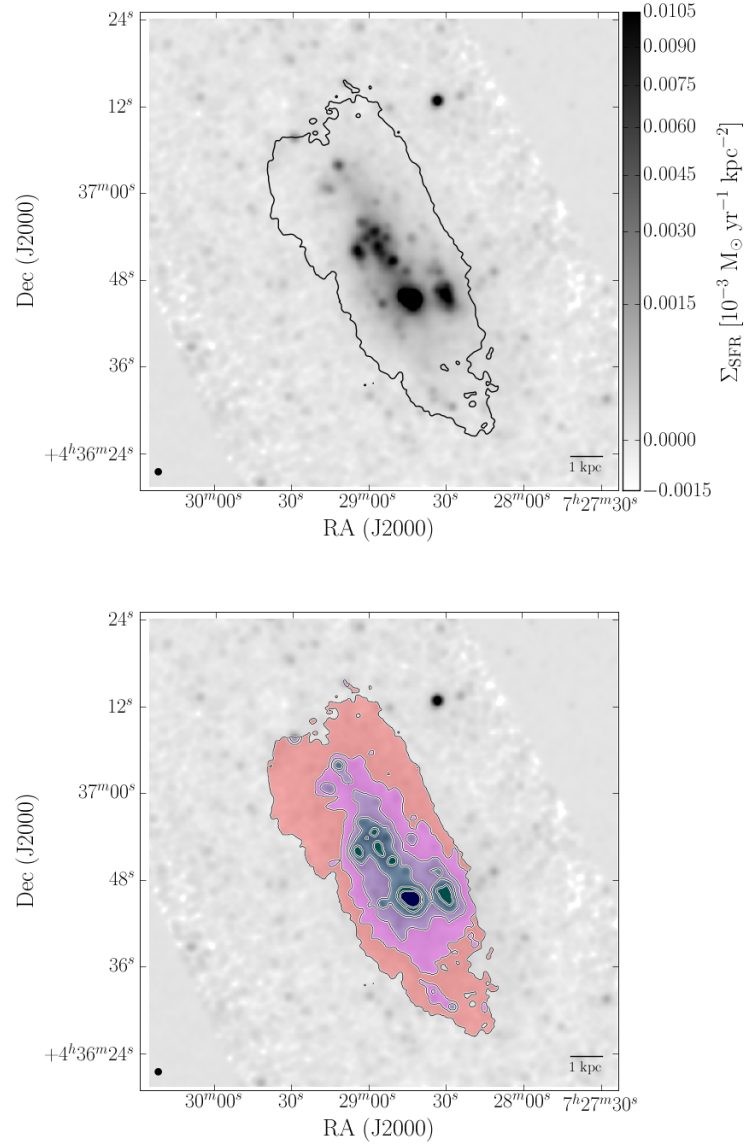 24ˢ
12ˢ
37ᵐ00ˢ
48ˢ
36ˢ
+4ʰ36ᵐ24ˢ
Dec (J2000)
30ᵐ00ˢ 30ˢ 29ᵐ00ˢ 30ˢ 28ᵐ00ˢ 7ʰ27ᵐ30ˢ
RA (J2000)
1 kpc
0.0105
0.0090
0.0075
0.0060
0.0045
0.0030
0.0015
0.0000
−0.0015
Σ_SFR [10⁻³ M⊙ yr⁻¹ kpc⁻²]
24ˢ
12ˢ
37ᵐ00ˢ
48ˢ
36ˢ
+4ʰ36ᵐ24ˢ
Dec (J2000)
1 kpc
30ᵐ00ˢ 30ˢ 29ᵐ00ˢ 30ˢ 28ᵐ00ˢ 7ʰ27ᵐ30ˢ
RA (J2000)